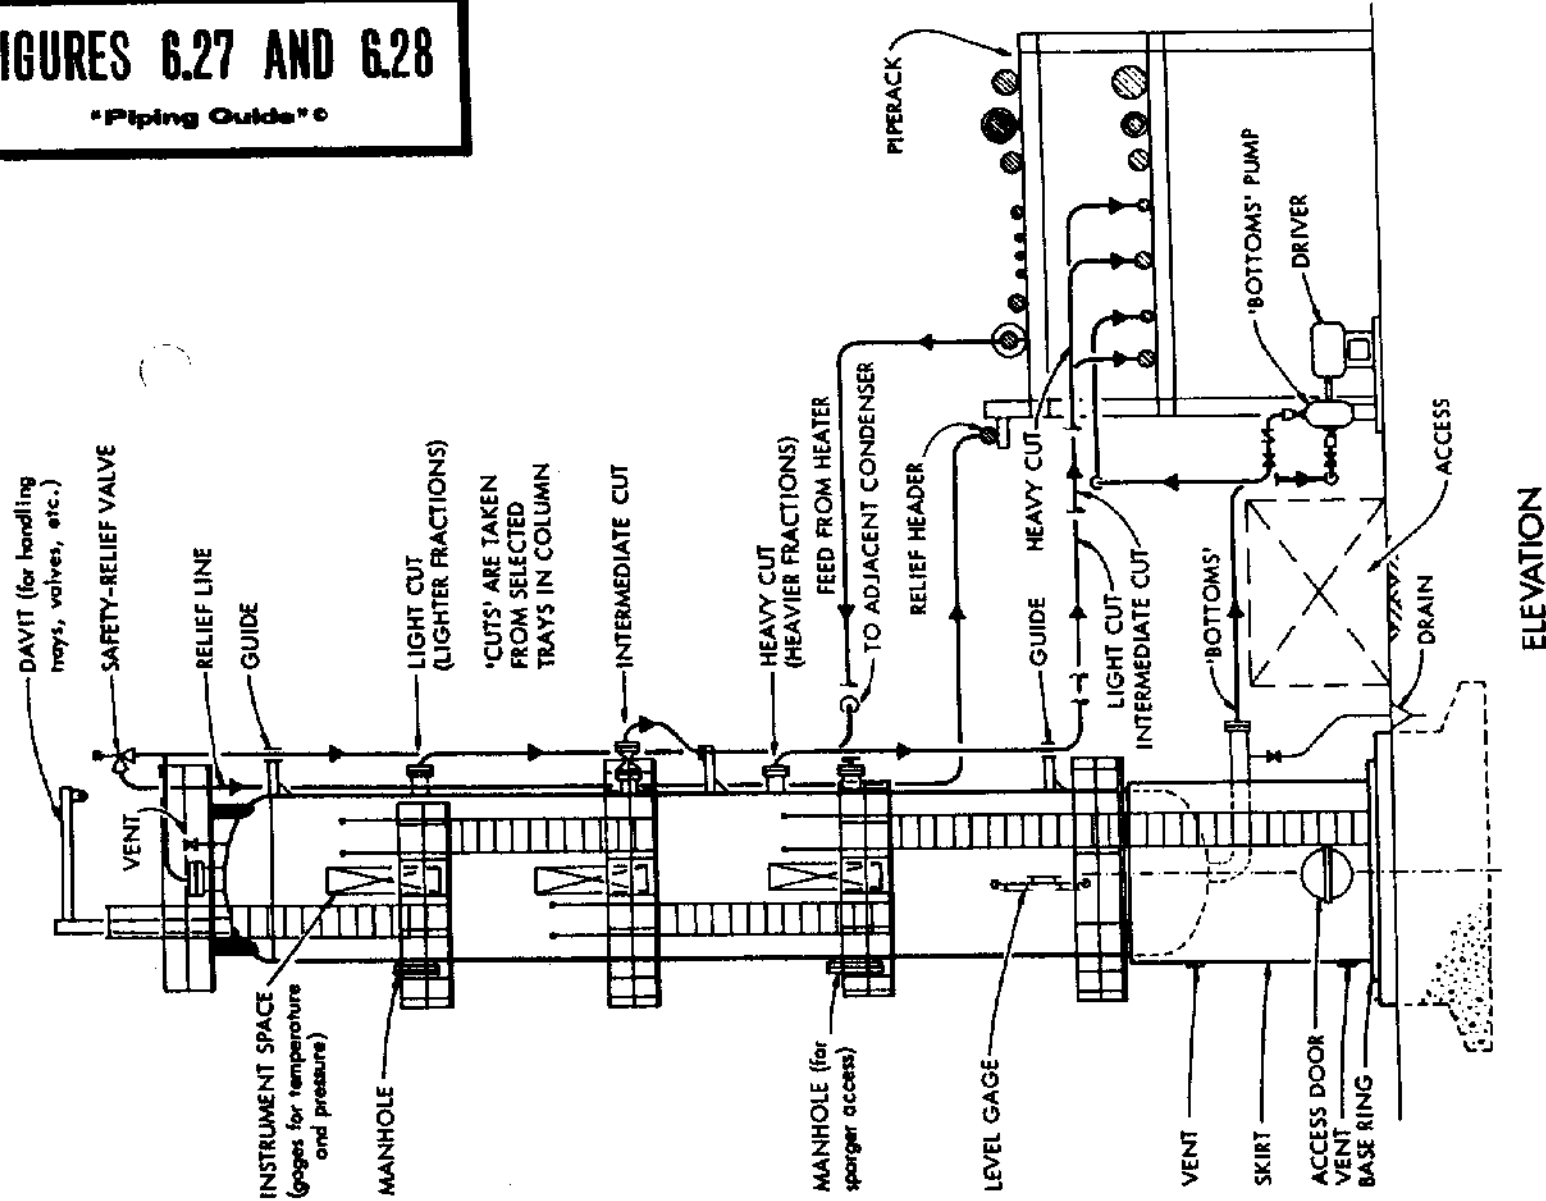 IGURES 6.27 AND 6.28
"Piping Guide"©
DAVIT (for handling
trays, valves, etc.)
SAFETY-RELIEF VALVE
RELIEF LINE
GUIDE
LIGHT CUT
(LIGHTER FRACTIONS)
'CUTS' ARE TAKEN
FROM SELECTED
TRAYS IN COLUMN
INTERMEDIATE CUT
HEAVY CUT
(HEAVIER FRACTIONS)
FEED FROM HEATER
TO ADJACENT CONDENSER
RELIEF HEADER
HEAVY CUT
GUIDE
LIGHT CUT
INTERMEDIATE CUT
'BOTTOMS'
PIPERACK
'BOTTOMS' PUMP
DRIVER
ACCESS
DRAIN
VENT
INSTRUMENT SPACE
(gages for temperature
and pressure)
MANHOLE
MANHOLE (for
sparger access)
LEVEL GAGE
VENT
SKIRT
ACCESS DOOR
VENT
BASE RING
ELEVATION